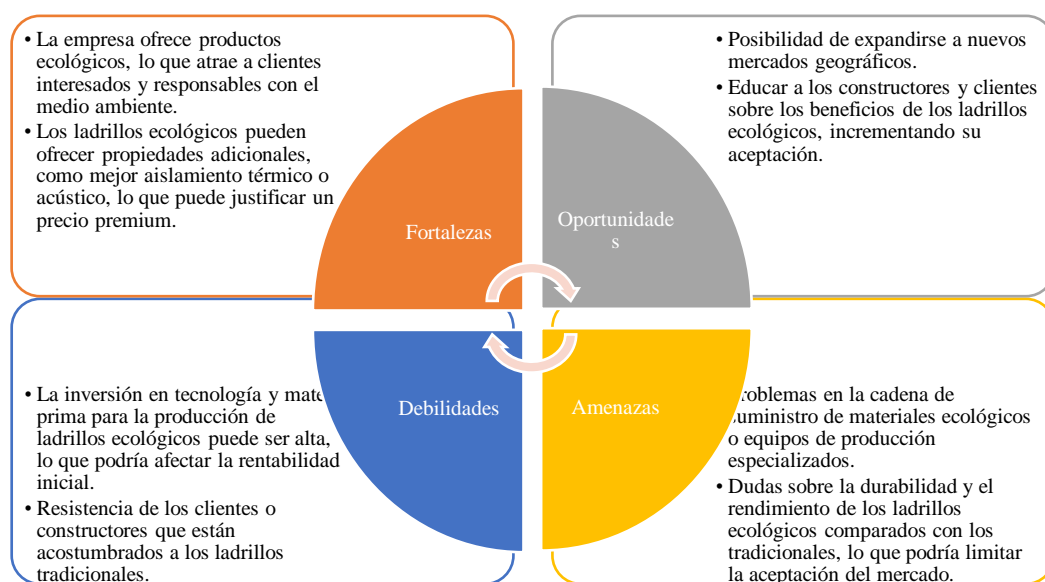 • La empresa ofrece productos
ecológicos, lo que atrae a clientes
interesados y responsables con el
medio ambiente.
• Los ladrillos ecológicos pueden
ofrecer propiedades adicionales,
como mejor aislamiento térmico o
acústico, lo que puede justificar un
precio premium.
Fortalezas
• Posibilidad de expandirse a nuevos
mercados geográficos.
• Educar a los constructores y clientes
sobre los beneficios de los ladrillos
ecológicos, incrementando su
aceptación.
Oportunidade
s
• La inversión en tecnología y mate
prima para la producción de
ladrillos ecológicos puede ser alta,
lo que podría afectar la rentabilidad
inicial.
• Resistencia de los clientes o
constructores que están
acostumbrados a los ladrillos
tradicionales.
Debilidades
Amenazas
roblemas en la cadena de
suministro de materiales ecológicos
o equipos de producción
especializados.
• Dudas sobre la durabilidad y el
rendimiento de los ladrillos
ecológicos comparados con los
tradicionales, lo que podría limitar
la aceptación del mercado.